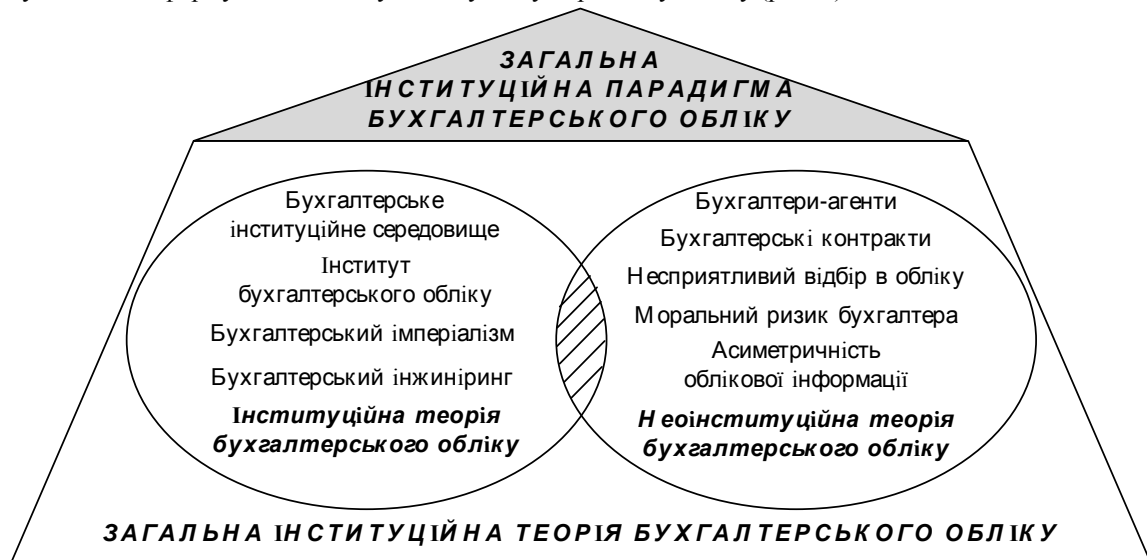 ЗАГАЛЬНА
ІНСТИТУЦІЙНА ПАРАДИГМА
БУХГАЛТЕРСЬКОГО ОБЛІКУ
Бухгалтерське
інституційне середовище
Інститут
бухгалтерського обліку
Бухгалтерський імперіалізм
Бухгалтерський інжиніринг
Інституційна теорія
бухгалтерського обліку
Бухгалтери-агенти
Бухгалтерські контракти
Несприятливий відбір в обліку
Моральний ризик бухгалтера
Асиметричність
облікової інформації
Неоінституційна теорія
бухгалтерського обліку
ЗАГАЛЬНА ІНСТИТУЦІЙНА ТЕОРІЯ БУХГАЛТЕРСЬКОГО ОБЛІКУ